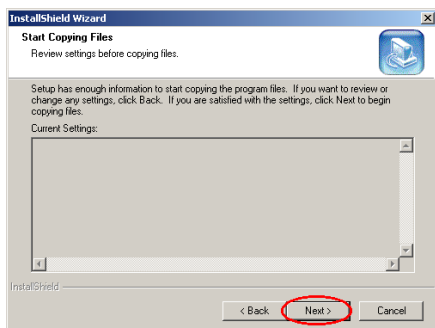 InstallShield Wizard
Start Copying Files
Review settings before copying files.
Setup has enough information to start copying the program files. If you want to review or
change any settings, click Back. If you are satisfied with the settings, click Next to begin
copying files.
Current Settings:
InstallShield
< Back
Next >
Cancel